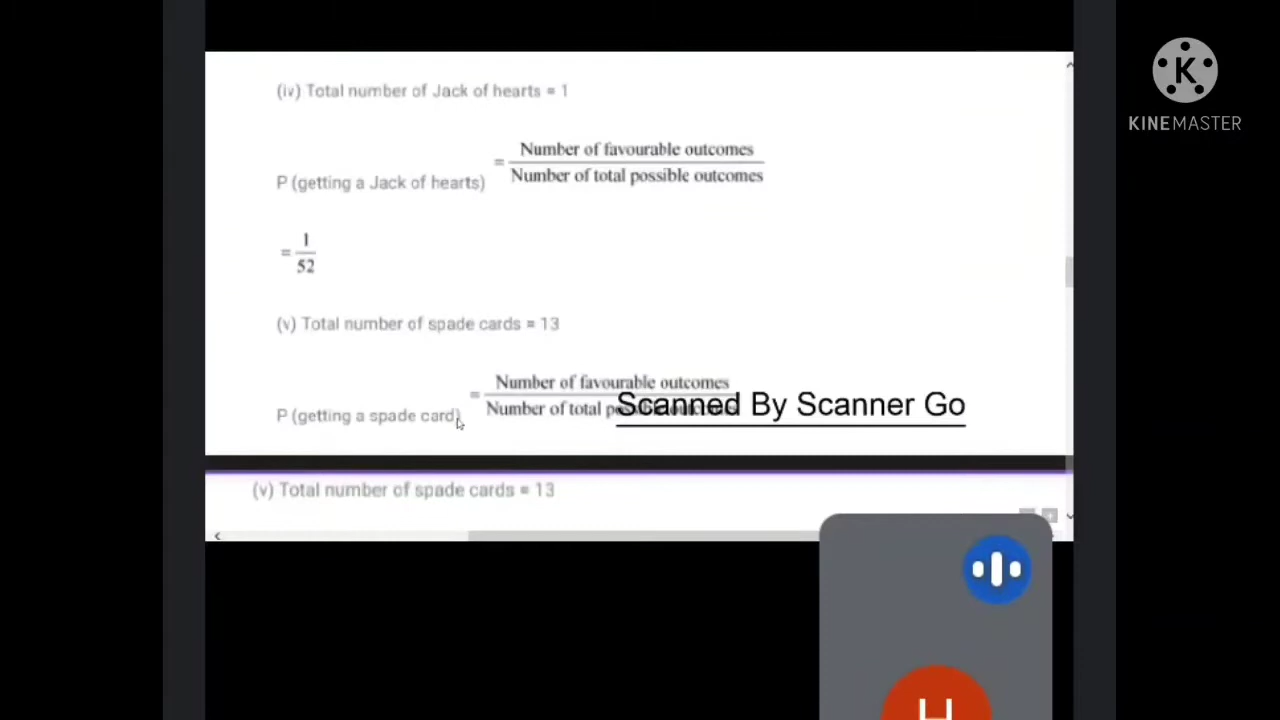 (iv) Total number of Jack of hearts = 1
P (getting a Jack of hearts) = Number of favourable outcomes
Number of total possible outcomes
= 1
52
(v) Total number of spade cards = 13
P (getting a spade card) = Number of favourable outcomes
Number of total possible outcomes
Scanned By Scanner Go
(v) Total number of spade cards = 13
K
KINEMASTER
H